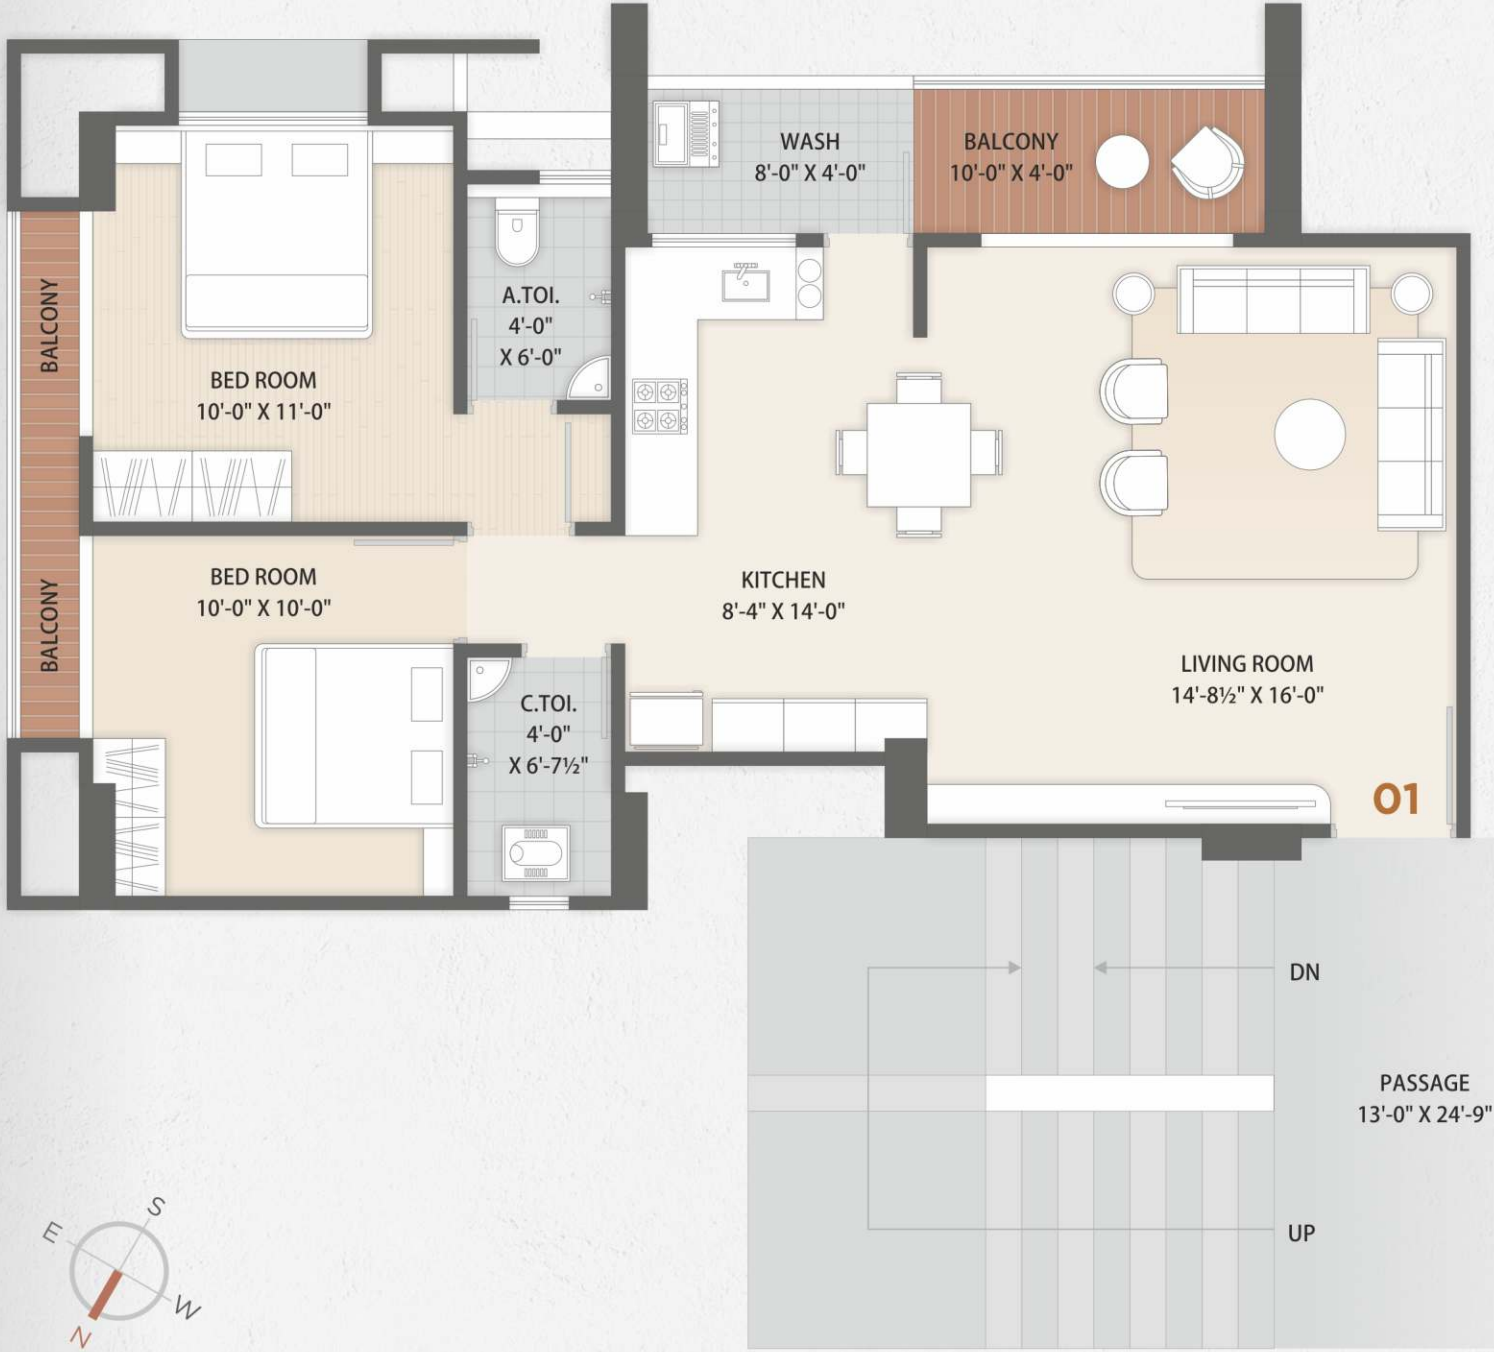 WASH
8'-0" X 4'-0"
BALCONY
10'-0" X 4'-0"
BALCONY
A.TOI.
4'-0"
X 6'-0"
BED ROOM
10'-0" X 11'-0"
BED ROOM
10'-0" X 10'-0"
BALCONY
KITCHEN
8'-4" X 14'-0"
LIVING ROOM
14'-8½" X 16'-0"
C.TOI.
4'-0"
X 6'-7½"
01
DN
PASSAGE
13'-0" X 24'-9"
UP
S
E
W
N